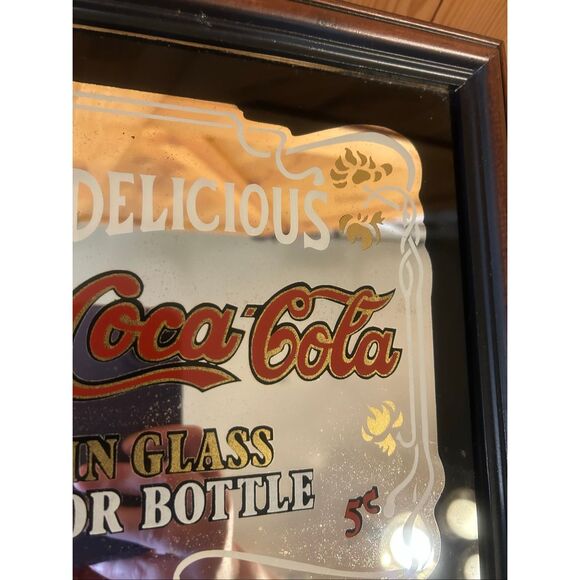 DELICIOUS
Coca-Cola
IN GLASS
OR BOTTLE
5¢